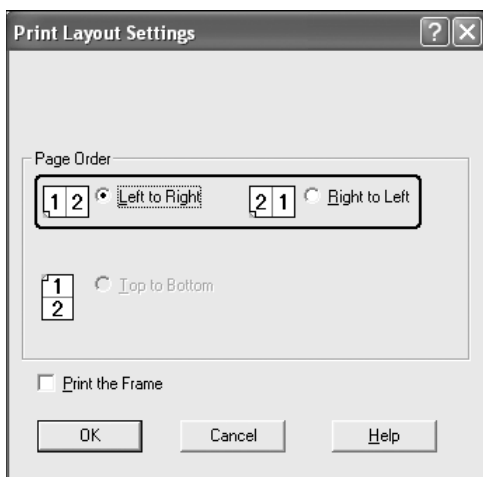 Print Layout Settings
Page Order
1 2 Left to Right 2 1 Right to Left
1
2
Top to Bottom
Print the Frame
OK Cancel Help